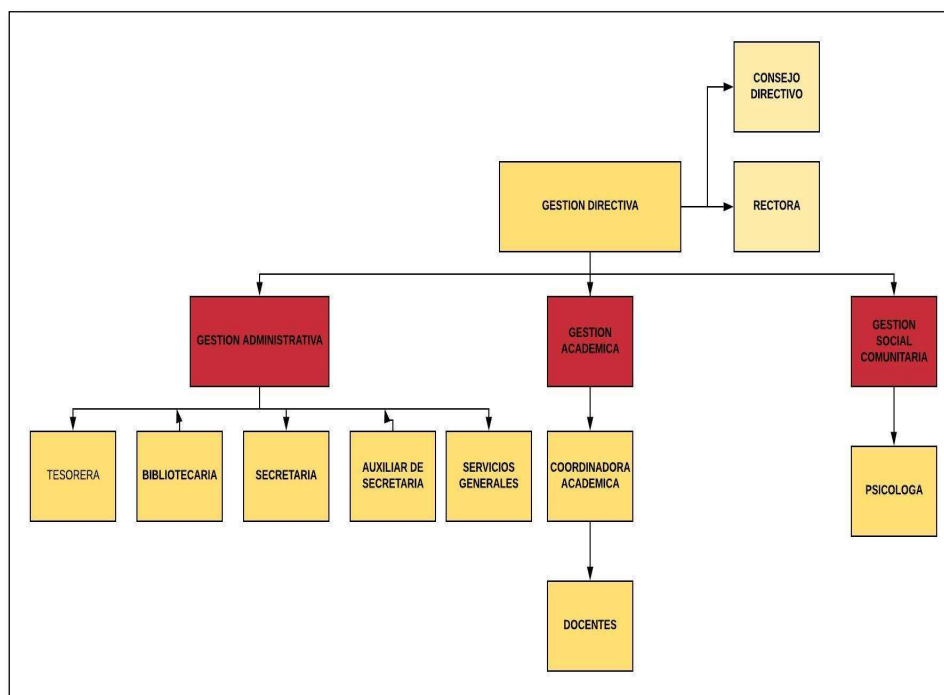 CONSEJO
DIRECTIVO
GESTION DIRECTIVA
RECTORA
GESTION ADMINISTRATIVA
GESTION
ACADEMICA
GESTION
SOCIAL
COMUNITARIA
TESORERA
BIBLIOTECARIA
SECRETARIA
AUXILIAR DE
SECRETARIA
SERVICIOS
GENERALES
COORDINADORA
ACADEMICA
PSICOLOGA
DOCENTES